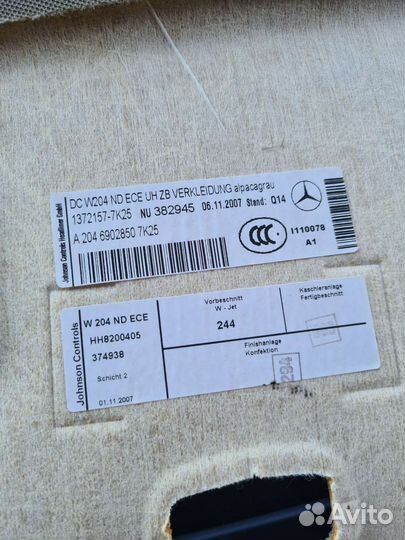 Johnson Controls Headliner GmbH
DC W204 ND ECE UH ZB VERKLEIDUNG alpacagrau
1372157-7K25 NU 382945 06.11.2007 Stand: Q14
A 204 6902850 7K25
CCC
I110078
A1
Johnson Controls
W 204 ND ECE
HH8200405
374938
Schicht 2
01.11.2007
Vorbeschnitt
W - Jet
244
Finishanlage
Konfektion
Kaschieranlage
Fertigbeschnitt
294
Avito